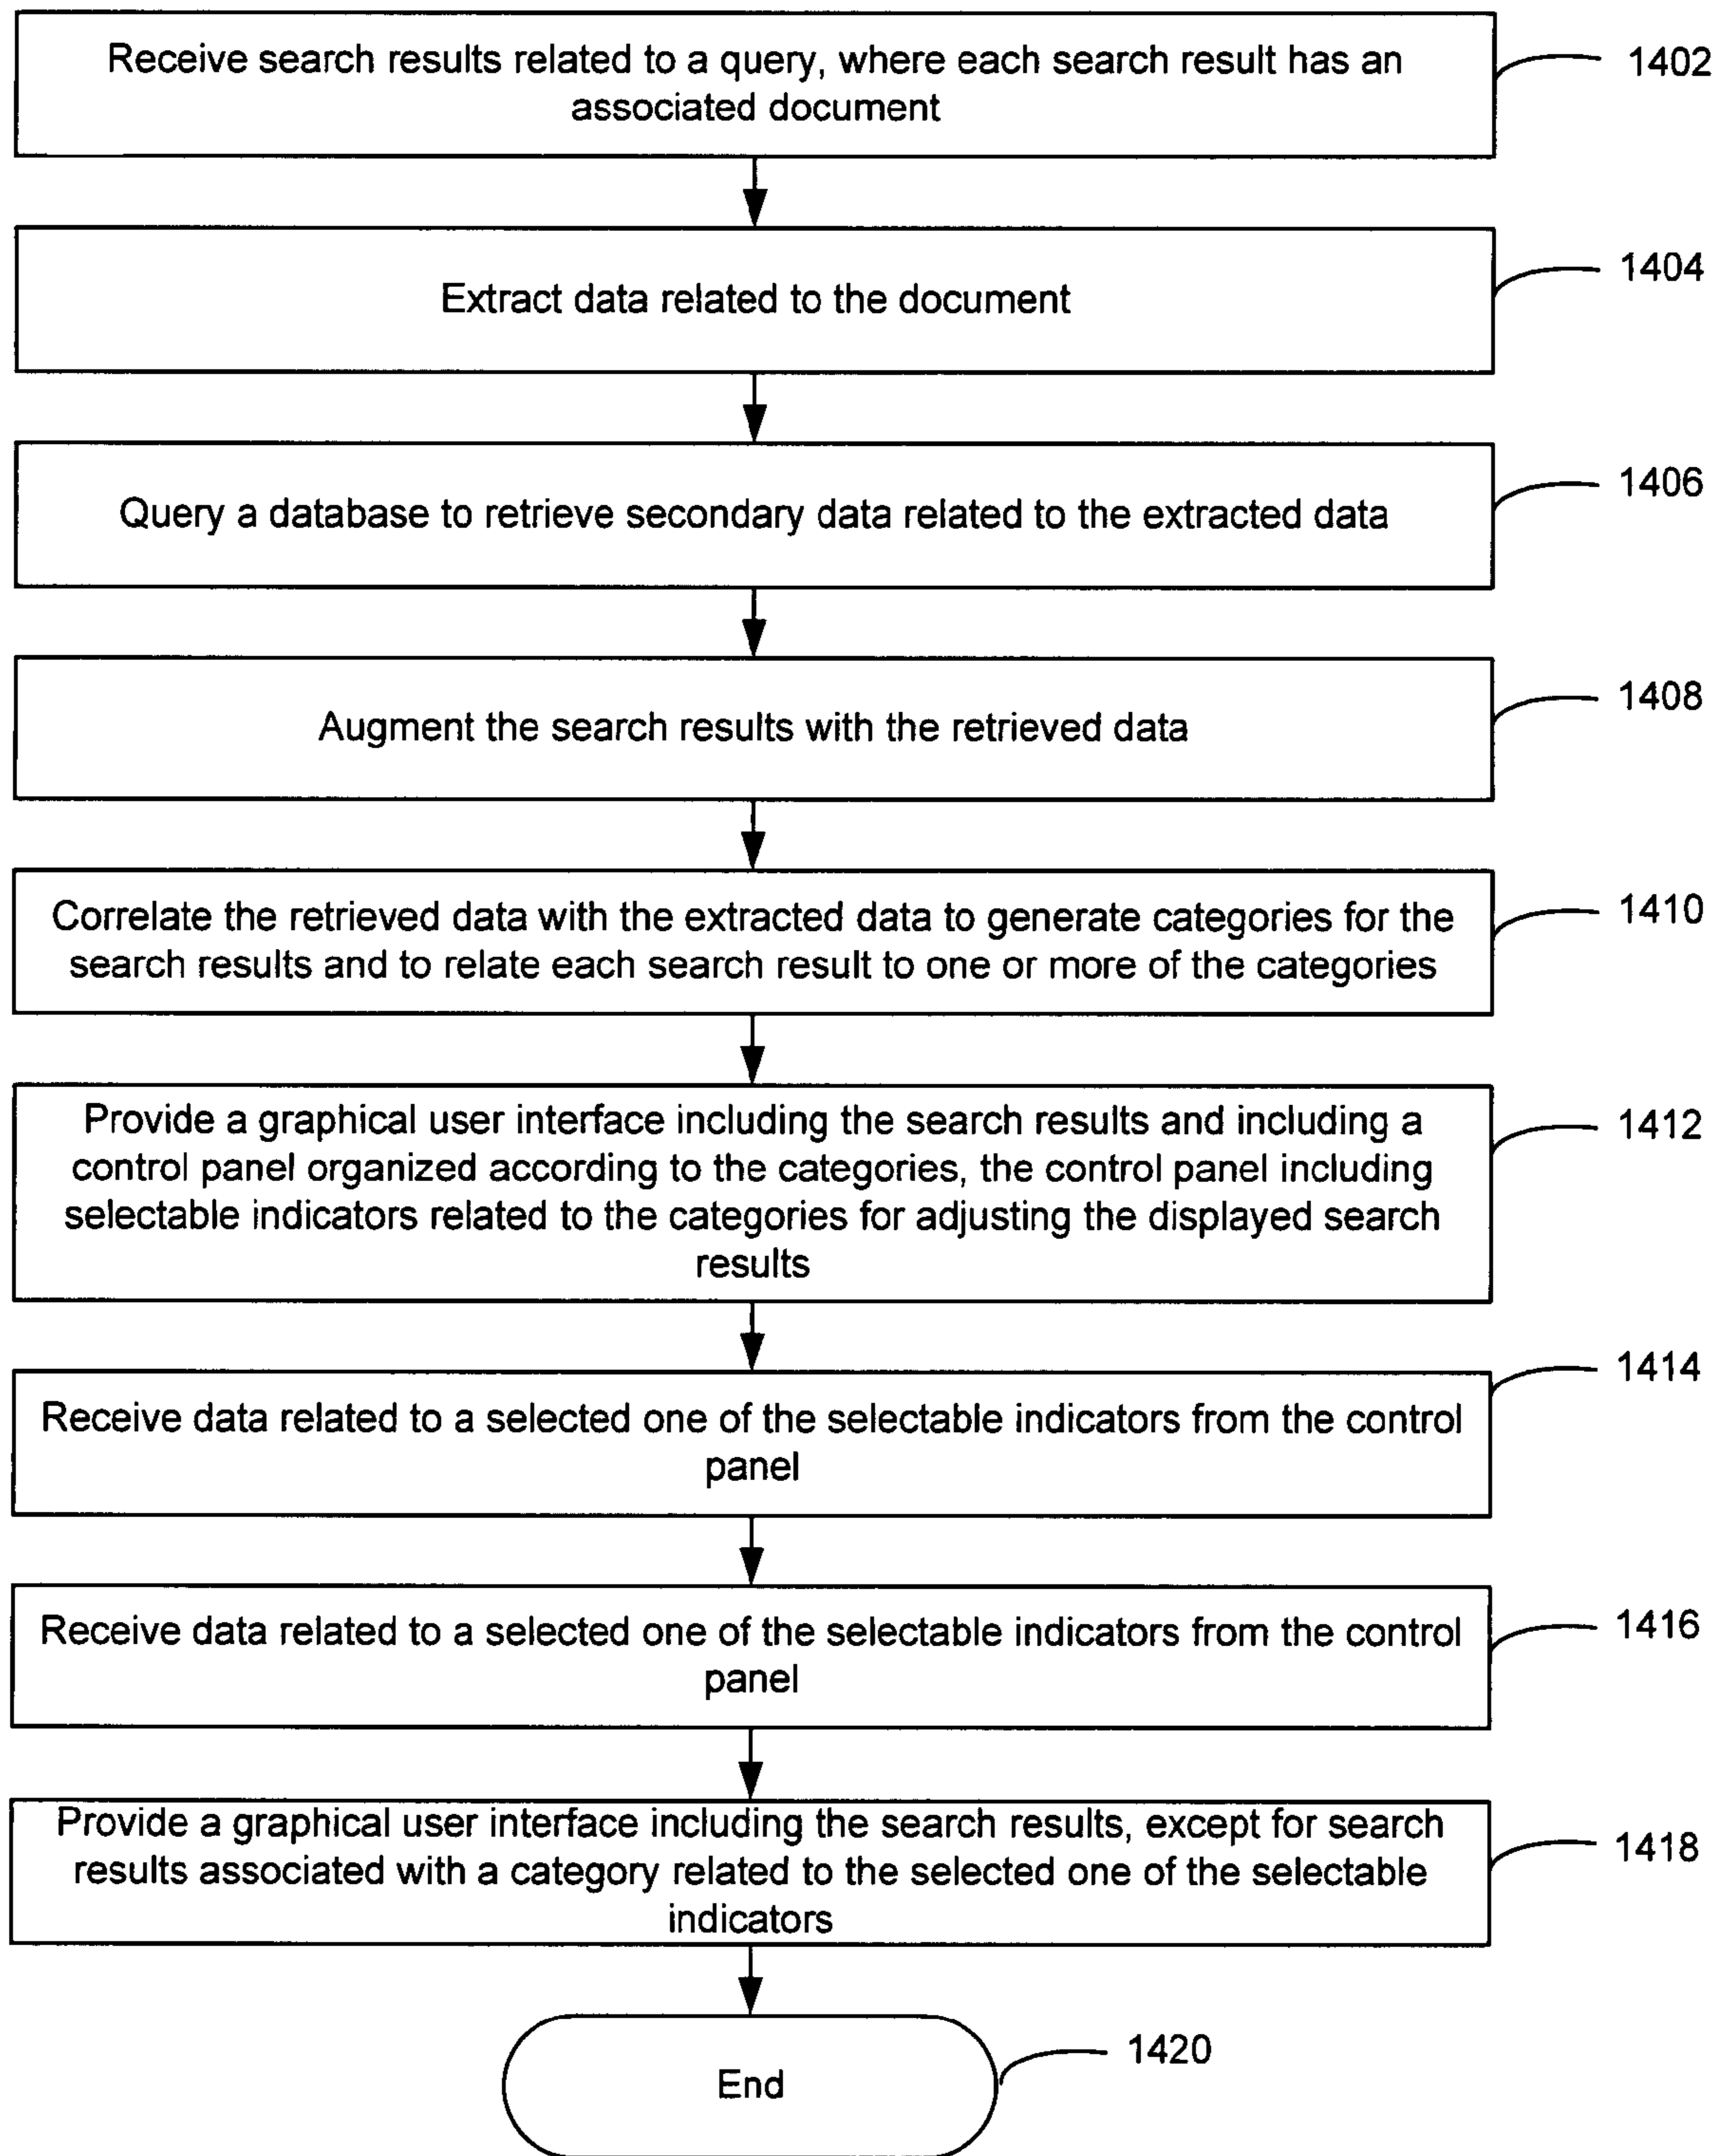 Receive search results related to a query, where each search result has an
associated document
1402
Extract data related to the document
1404
Query a database to retrieve secondary data related to the extracted data
1406
Augment the search results with the retrieved data
1408
Correlate the retrieved data with the extracted data to generate categories for the
search results and to relate each search result to one or more of the categories
1410
Provide a graphical user interface including the search results and including a
control panel organized according to the categories, the control panel including
selectable indicators related to the categories for adjusting the displayed search
results
1412
Receive data related to a selected one of the selectable indicators from the control
panel
1414
Receive data related to a selected one of the selectable indicators from the control
panel
1416
Provide a graphical user interface including the search results, except for search
results associated with a category related to the selected one of the selectable
indicators
1418
End
1420